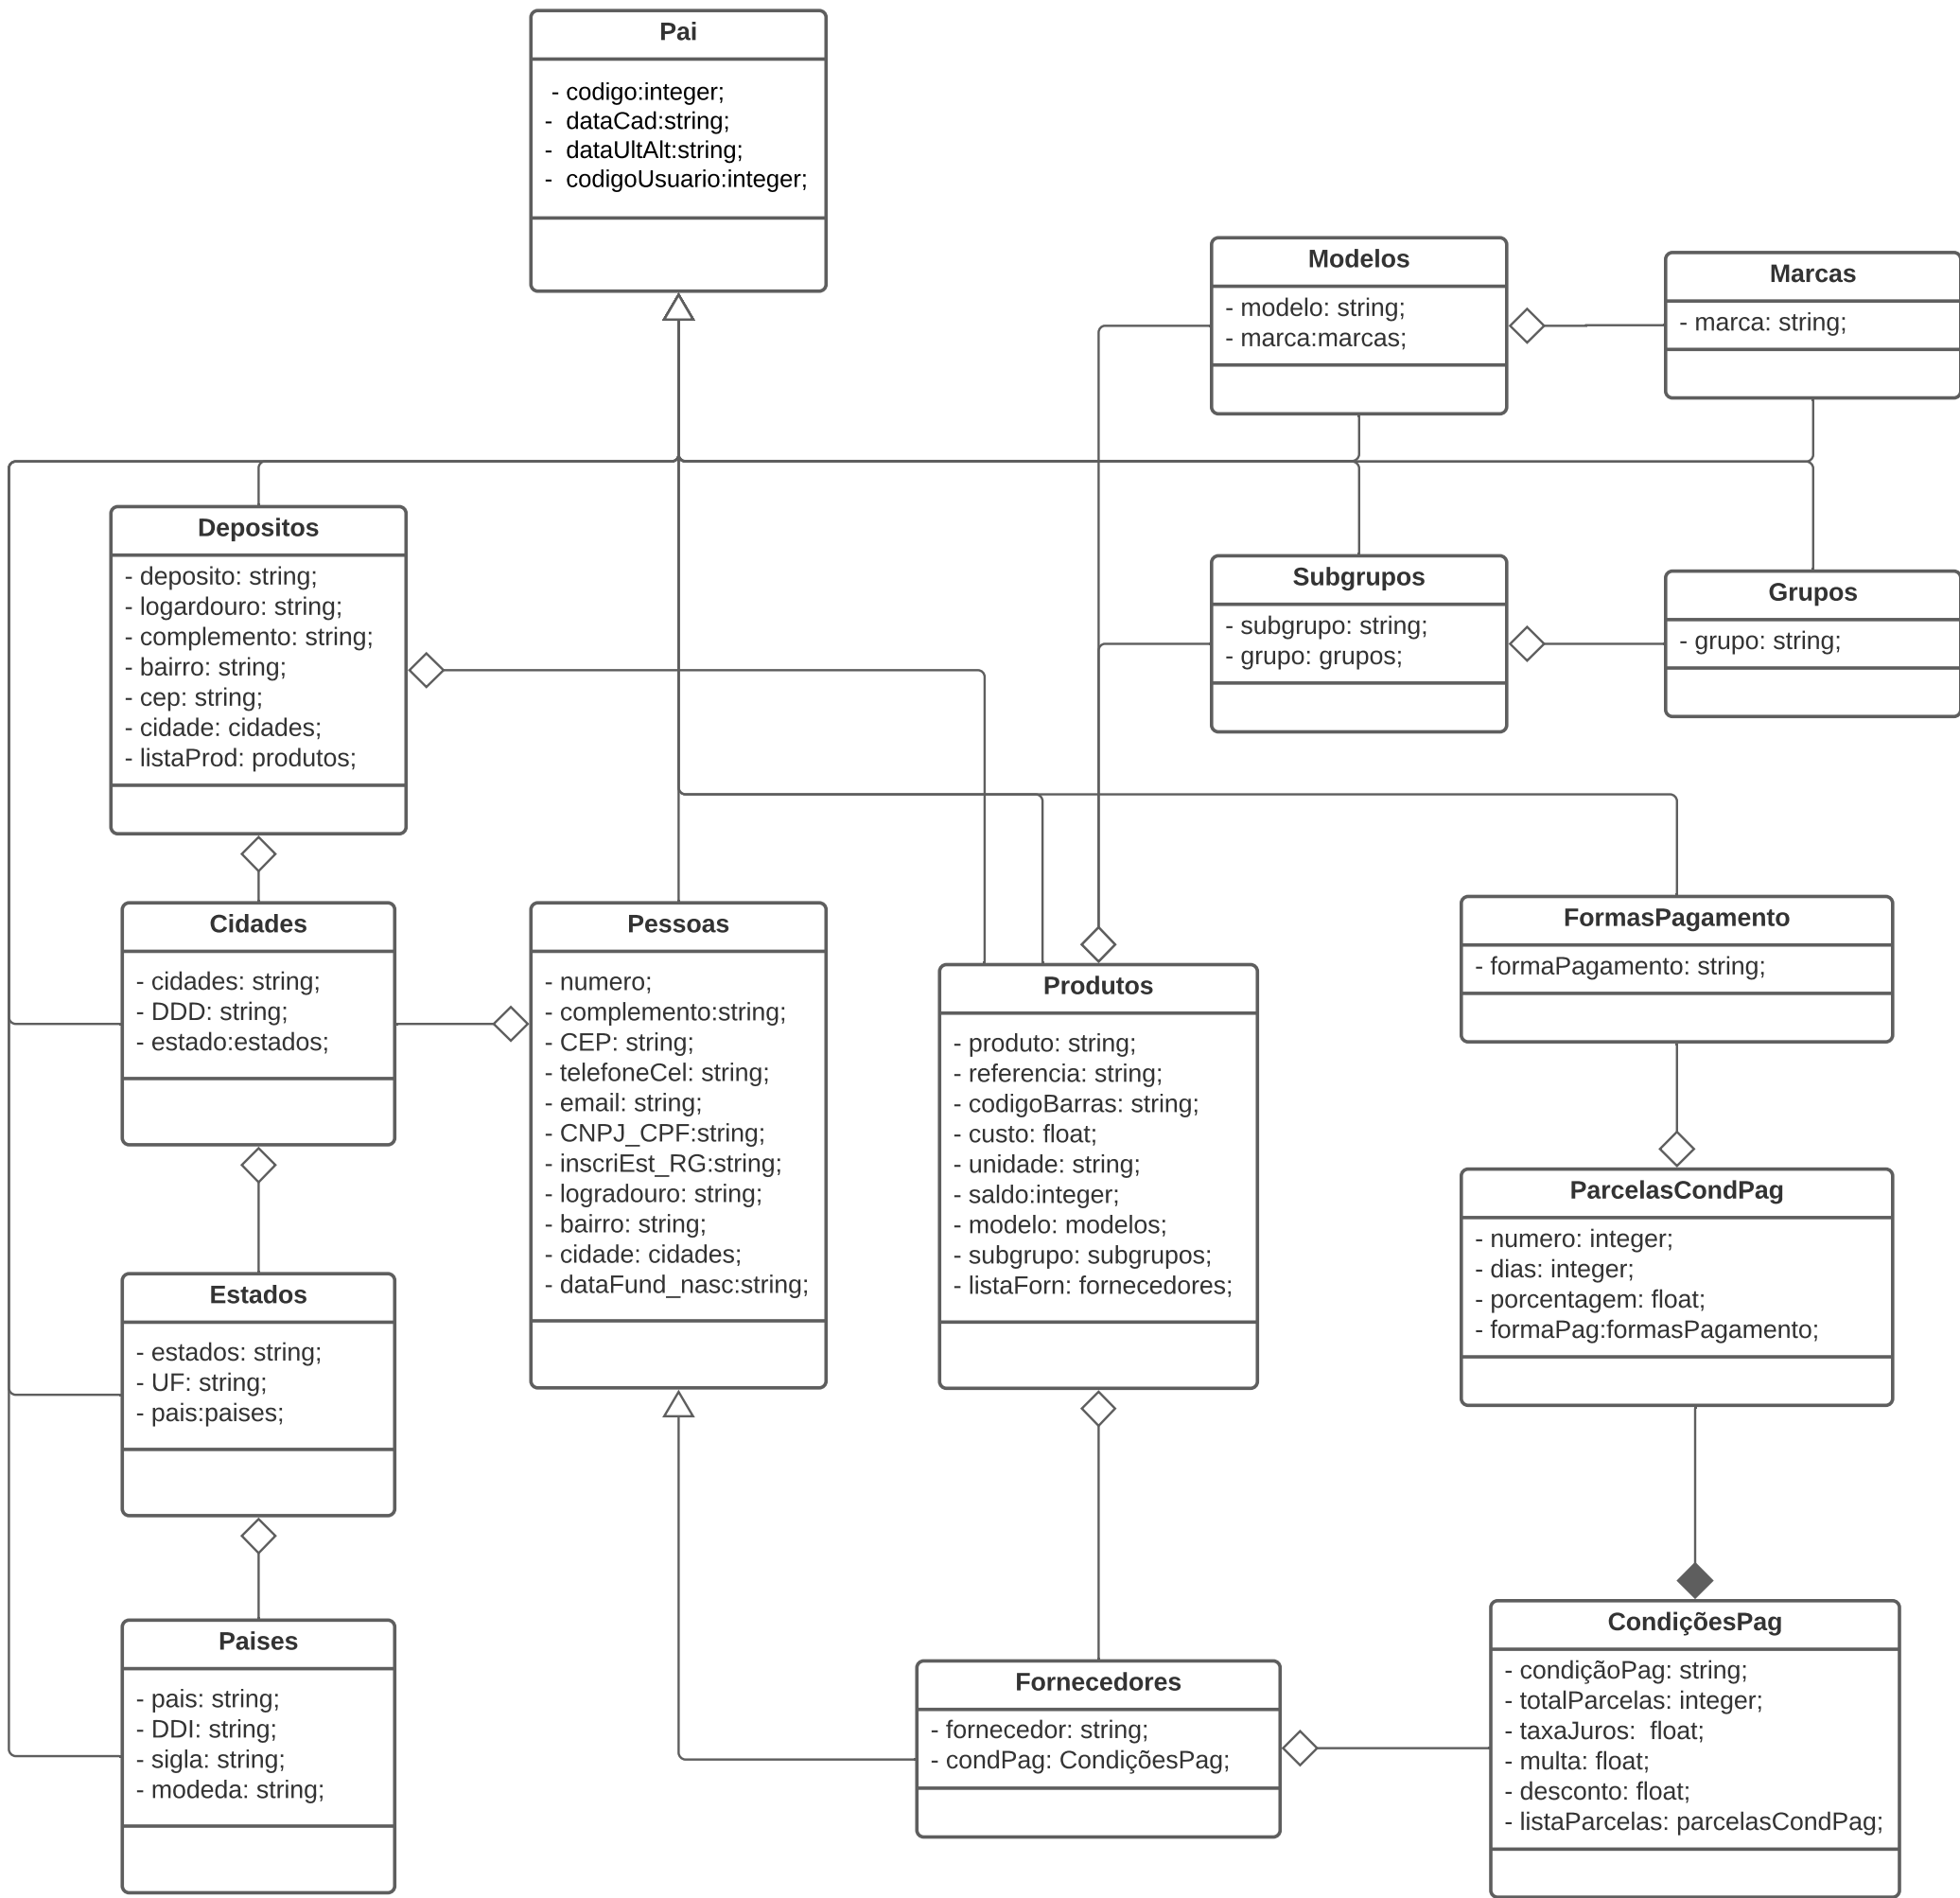 Pai
- codigo:integer;
- dataCad:string;
- dataUltAlt:string;
- codigoUsuario:integer;
Modelos
- modelo: string;
- marca:marcas;
Marcas
- marca: string;
Depositos
- deposito: string;
- logardouro: string;
- complemento: string;
- bairro: string;
- cep: string;
- cidade: cidades;
- listaProd: produtos;
Subgrupos
- subgrupo: string;
- grupo: grupos;
Grupos
- grupo: string;
Cidades
- cidades: string;
- DDD: string;
- estado:estados;
Pessoas
- numero;
- complemento:string;
- CEP: string;
- telefoneCel: string;
- email: string;
- CNPJ_CPF:string;
- inscriEst_RG:string;
- logradouro: string;
- bairro: string;
- cidade: cidades;
- dataFund_nasc:string;
Produtos
- produto: string;
- referencia: string;
- codigoBarras: string;
- custo: float;
- unidade: string;
- saldo:integer;
- modelo: modelos;
- subgrupo: subgrupos;
- listaForn: fornecedores;
FormasPagamento
- formaPagamento: string;
ParcelasCondPag
- numero: integer;
- dias: integer;
- porcentagem: float;
- formaPag:formasPagamento;
Estados
- estados: string;
- UF: string;
- pais:paises;
Paises
- pais: string;
- DDI: string;
- sigla: string;
- modeda: string;
Fornecedores
- fornecedor: string;
- condPag: CondiçõesPag;
CondiçõesPag
- condiçãoPag: string;
- totalParcelas: integer;
- taxaJuros:  float;
- multa: float;
- desconto: float;
- listaParcelas: parcelasCondPag;